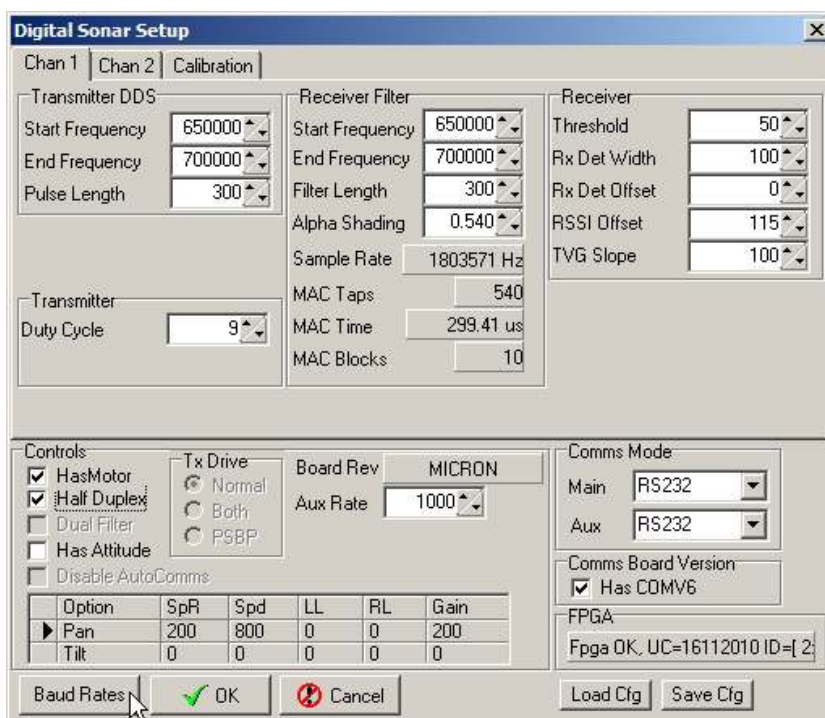 Digital Sonar Setup
Chan 1 Chan 2 Calibration
Transmitter DDS
Start Frequency 650000
End Frequency 700000
Pulse Length 300
Transmitter
Duty Cycle 9
Receiver Filter
Start Frequency 650000
End Frequency 700000
Filter Length 300
Alpha Shading 0.540
Sample Rate 1803571 Hz
MAC Taps 540
MAC Time 299.41 us
MAC Blocks 10
Receiver
Threshold 50
Rx Det Width 100
Rx Det Offset 0
RSSI Offset 115
TVG Slope 100
Controls
HasMotor
Half Duplex
Dual Filter
Has Attitude
Disable AutoComms
Tx Drive
Normal
Both
PSBP
Board Rev MICRON
Aux Rate 1000
Option SpR Spd LL RL Gain
Pan 200 800 0 0 200
Tilt 0 0 0 0 0
Comms Mode
Main RS232
Aux RS232
Comms Board Version
Has COMV6
FPGA
Fpga OK, UC=16112010 ID=[ 2:
Baud Rates OK Cancel Load Cfg Save Cfg